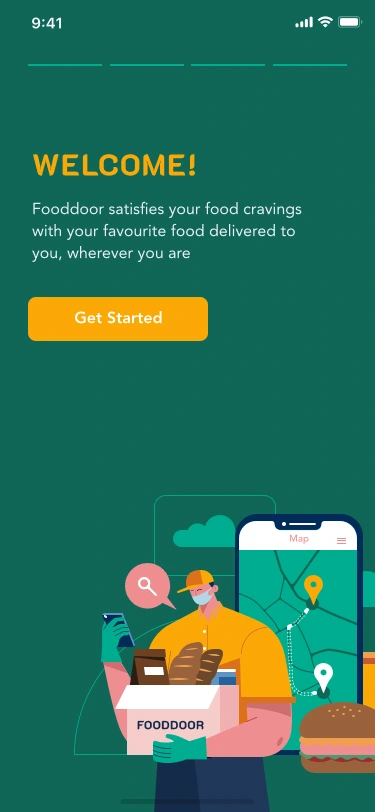 9:41
WELCOME!
Fooddoor satisfies your food cravings
with your favourite food delivered to
you, wherever you are
Get Started
Map
FOODDOOR